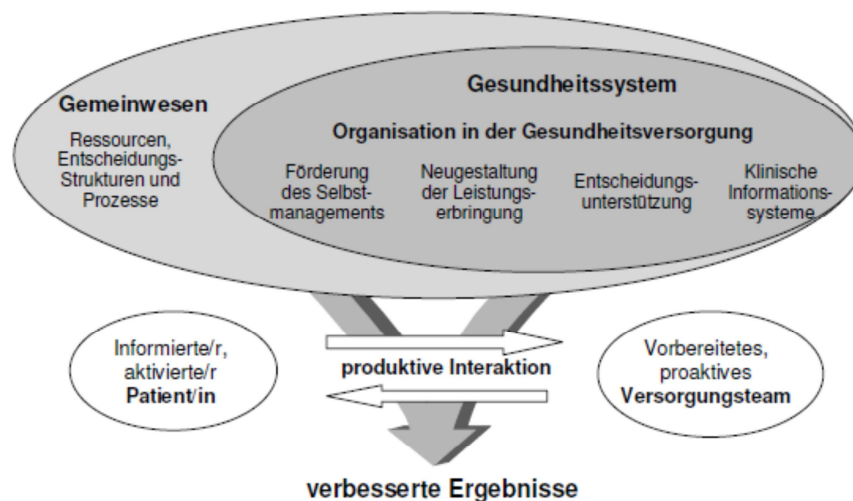 Gesundheitssystem
Gemeinwesen
Ressourcen,
Entscheidungs-
Strukturen und
Prozesse
Organisation in der Gesundheitsversorgung
Förderung
des Selbst-
managements
Neugestaltung
der Leistungs-
erbringung
Entscheidungs-
unterstützung
Klinische
Informations-
systeme
Informierte/r,
aktivierte/r
Patient/in
produktive Interaktion
Vorbereitetes,
proaktives
Versorgungsteam
verbesserte Ergebnisse